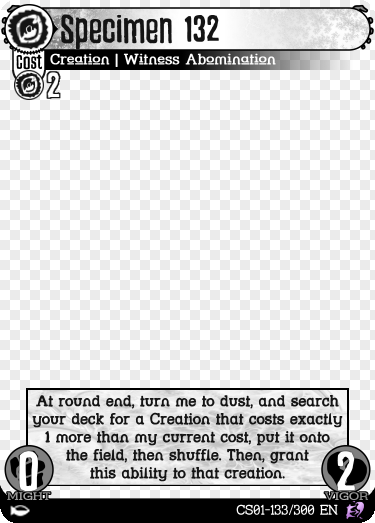 Specimen 132
Cost
Creation | Witness Abomination
2
At round end, turn me to dust, and search
your deck for a Creation that costs exactly
1 more than my current cost, put it onto
the field, then shuffle. Then, grant
this ability to that creation.
0
MIGHT
2
VIGOR
CS01-133/300 EN